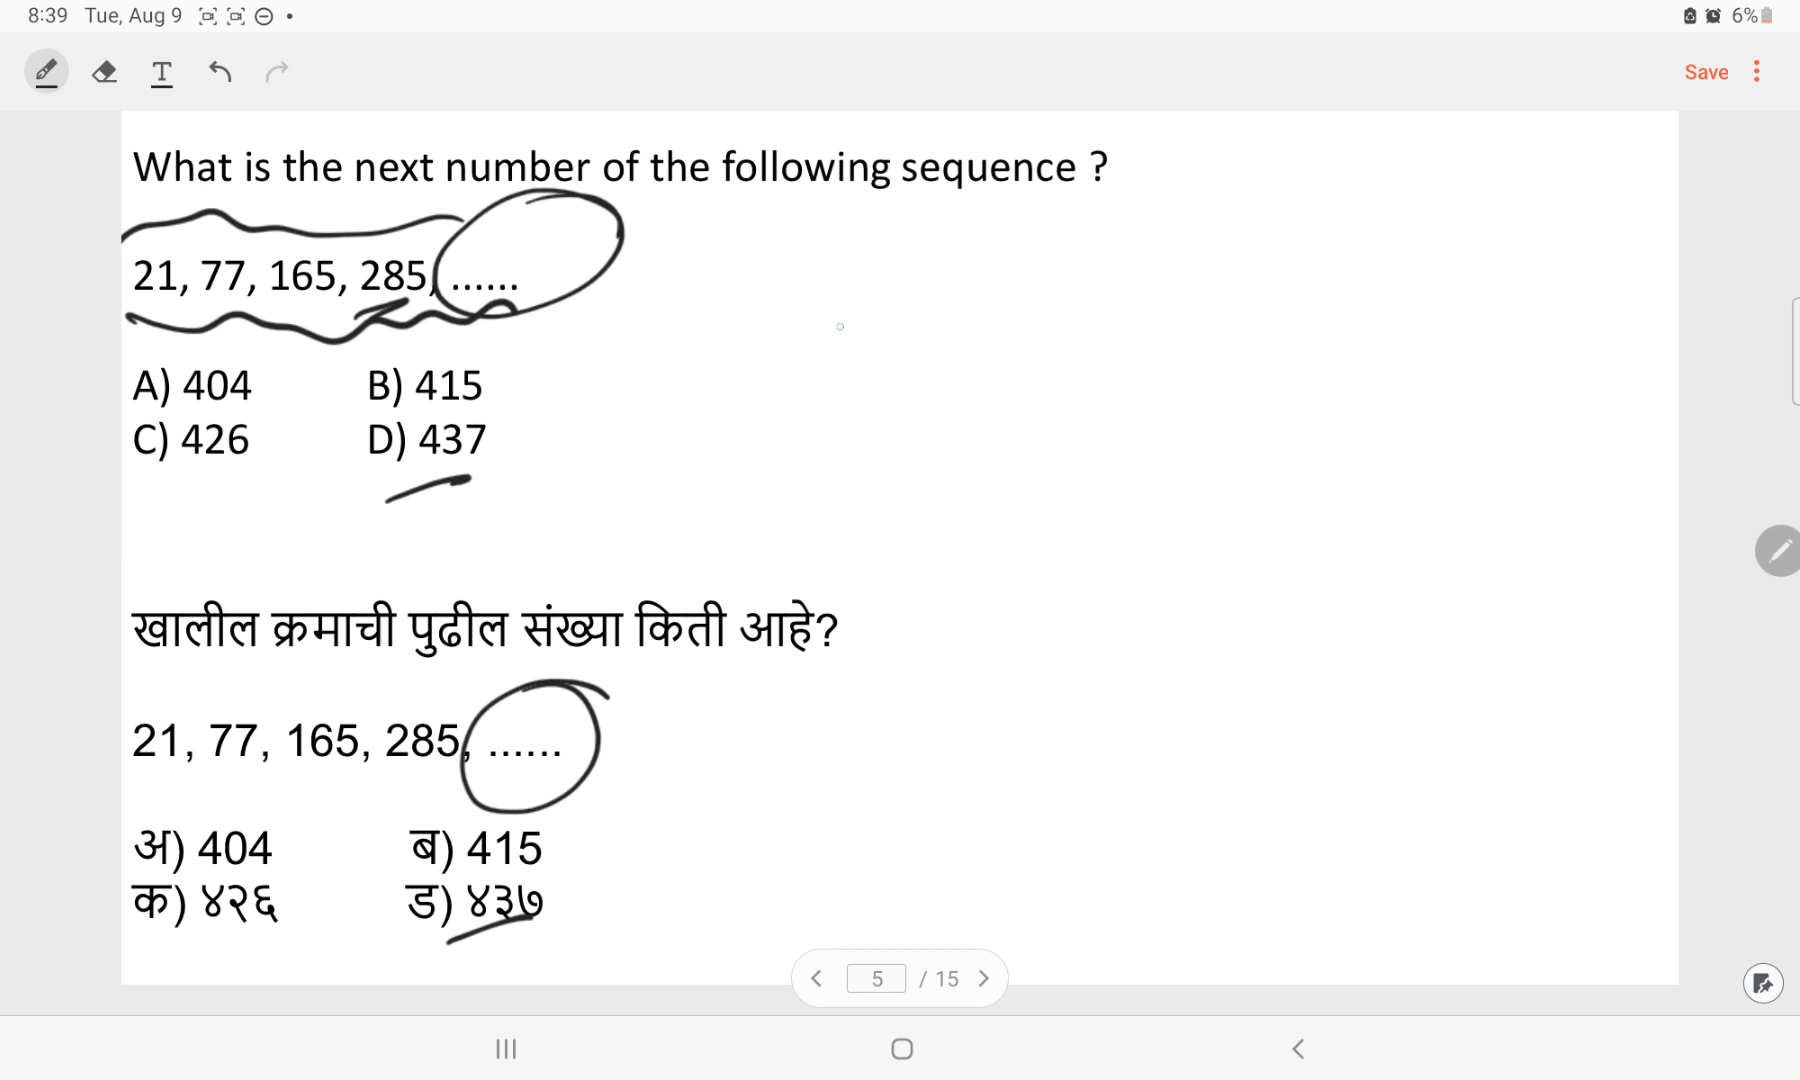 8:39 Tue, Aug 9 6%
T Save
What is the next number of the following sequence ?
21, 77, 165, 285, ......
A) 404 B) 415
C) 426 D) 437
खालील क्रमाची पुढील संख्या किती आहे?
21, 77, 165, 285, ......
अ) 404 ब) 415
क) ४२६ ड) ४३७
5 / 15